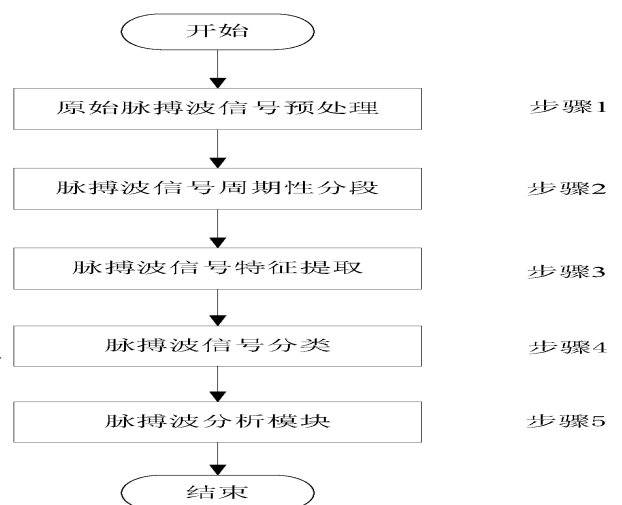 开始
原始脉搏波信号预处理 步骤1
脉搏波信号周期性分段 步骤2
脉搏波信号特征提取 步骤3
脉搏波信号分类 步骤4
脉搏波分析模块 步骤5
结束